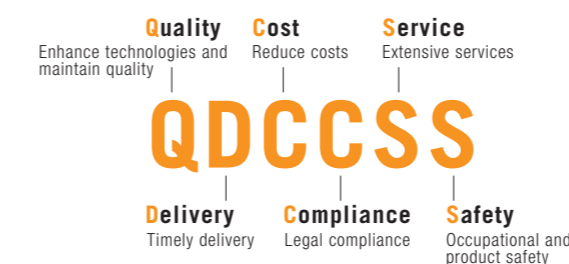 Quality
Enhance technologies and
maintain quality
Cost
Reduce costs
Service
Extensive services
QDCCSS
Delivery
Timely delivery
Compliance
Legal compliance
Safety
Occupational and
product safety